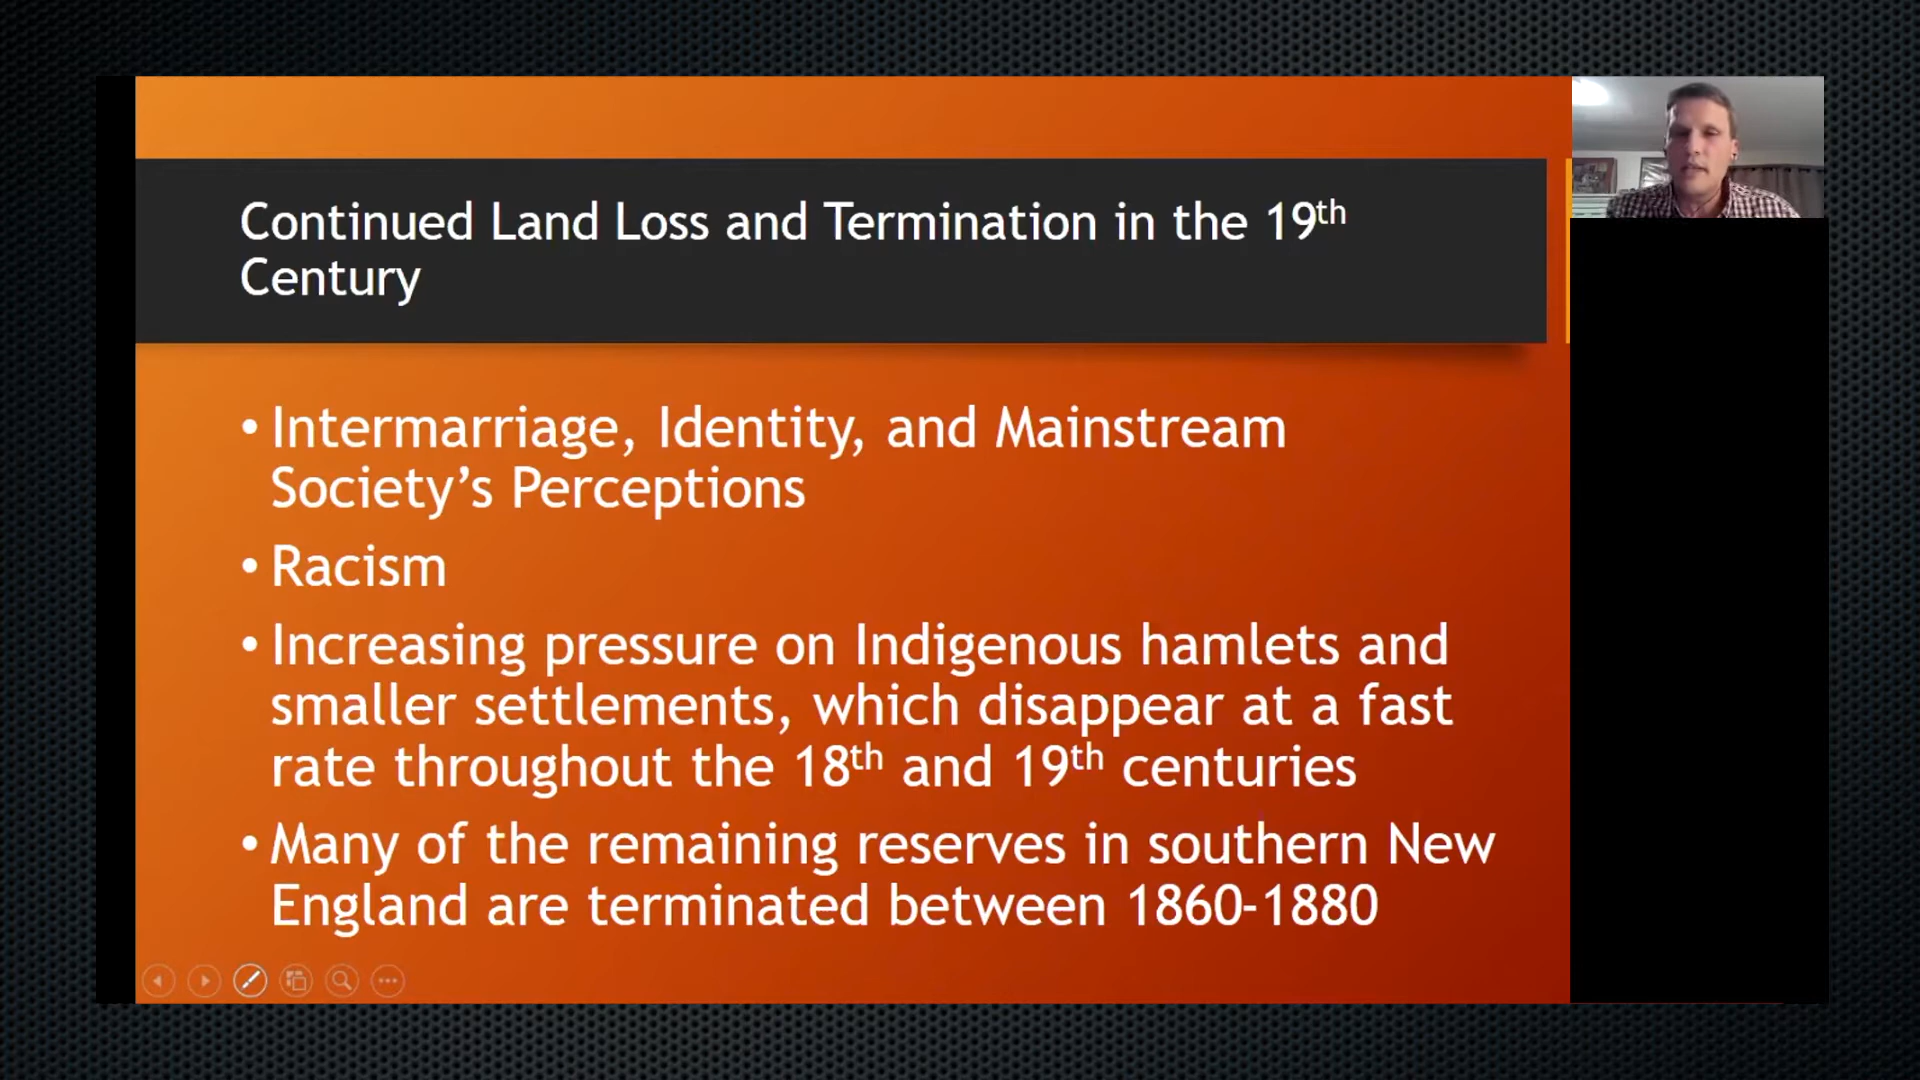 Continued Land Loss and Termination in the 19th
Century
• Intermarriage, Identity, and Mainstream
Society’s Perceptions
• Racism
• Increasing pressure on Indigenous hamlets and
smaller settlements, which disappear at a fast
rate throughout the 18th and 19th centuries
• Many of the remaining reserves in southern New
England are terminated between 1860-1880